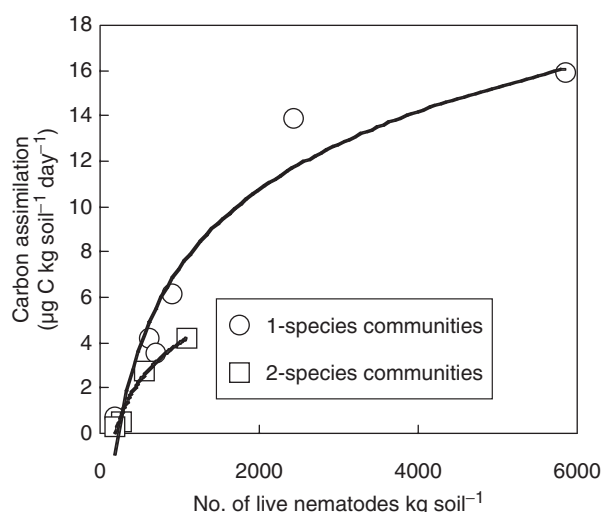 Carbon assimilation
(µg C kg soil⁻¹ day⁻¹)
18
16
14
12
10
8
6
4
2
0
1-species communities
2-species communities
0 2000 4000 6000
No. of live nematodes kg soil⁻¹